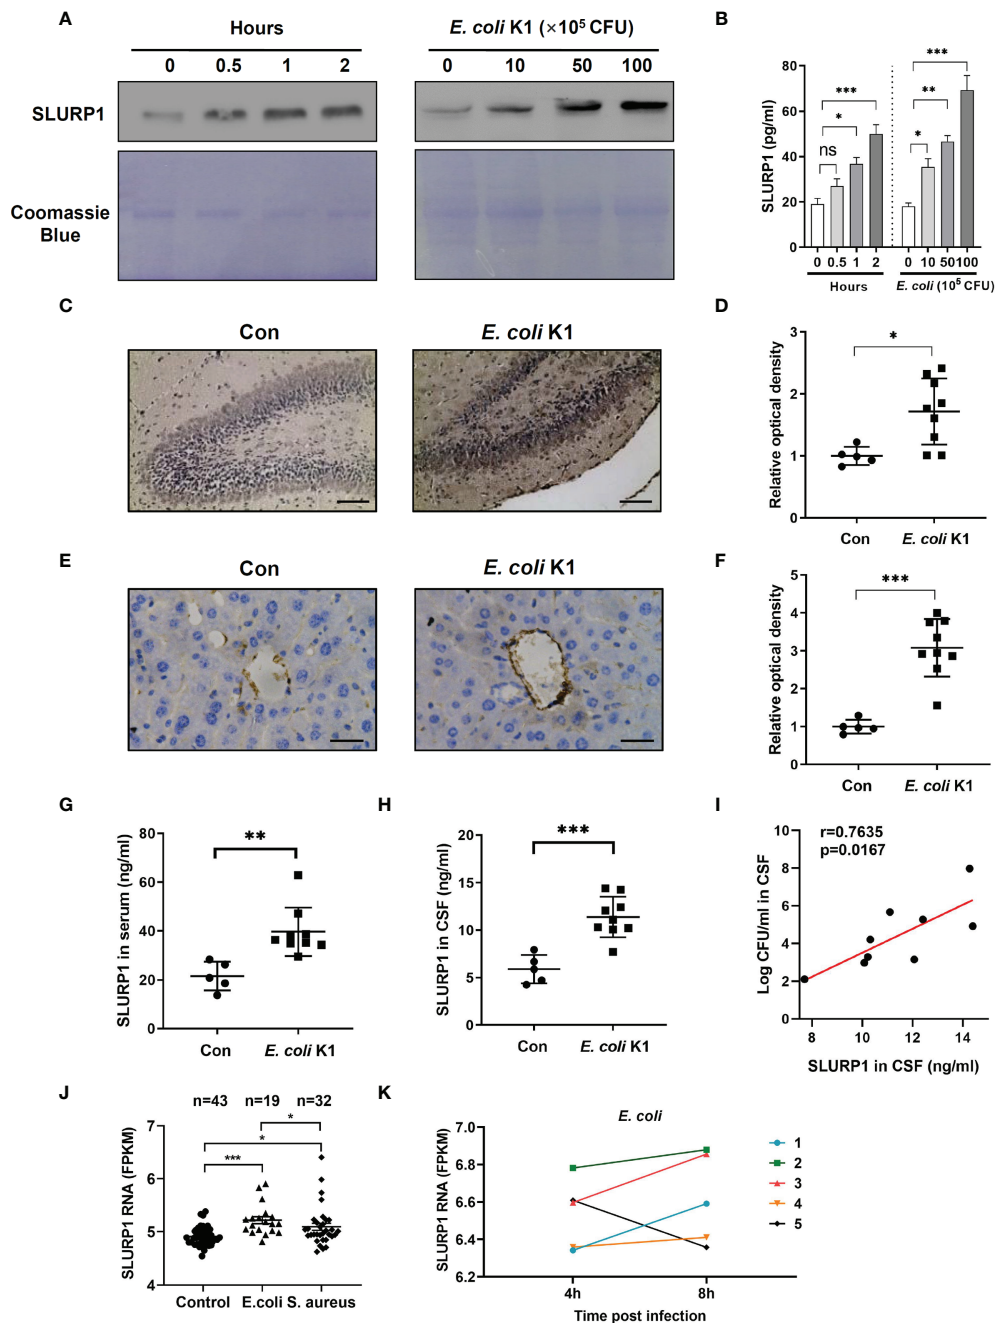 A
Hours
E. coli K1 (×10⁵ CFU)
0 0.5 1 2
0 10 50 100
SLURP1
Coomassie
Blue
B
SLURP1 (pg/ml)
80
60
40
20
0
ns
*
***
*
**
***
0 0.5 1 2
0 10 50 100
Hours
E. coli (10⁵ CFU)
C
Con
E. coli K1
D
Relative optical density
3
2
1
0
*
Con
E. coli K1
E
Con
E. coli K1
F
Relative optical density
5
4
3
2
1
0
***
Con
E. coli K1
G
SLURP1 in serum (ng/ml)
80
60
40
20
0
**
Con
E. coli K1
H
SLURP1 in CSF (ng/ml)
20
15
10
5
0
***
Con
E. coli K1
I
Log CFU/ml in CSF
10
8
6
4
2
0
r=0.7635
p=0.0167
8 10 12 14
SLURP1 in CSF (ng/ml)
J
n=43 n=19 n=32
SLURP1 RNA (FPKM)
7
6
5
4
*
*
***
Control E.coli S. aureus
K
E. coli
SLURP1 RNA (FPKM)
7.0
6.8
6.6
6.4
6.2
4h 8h
Time post infection
1
2
3
4
5